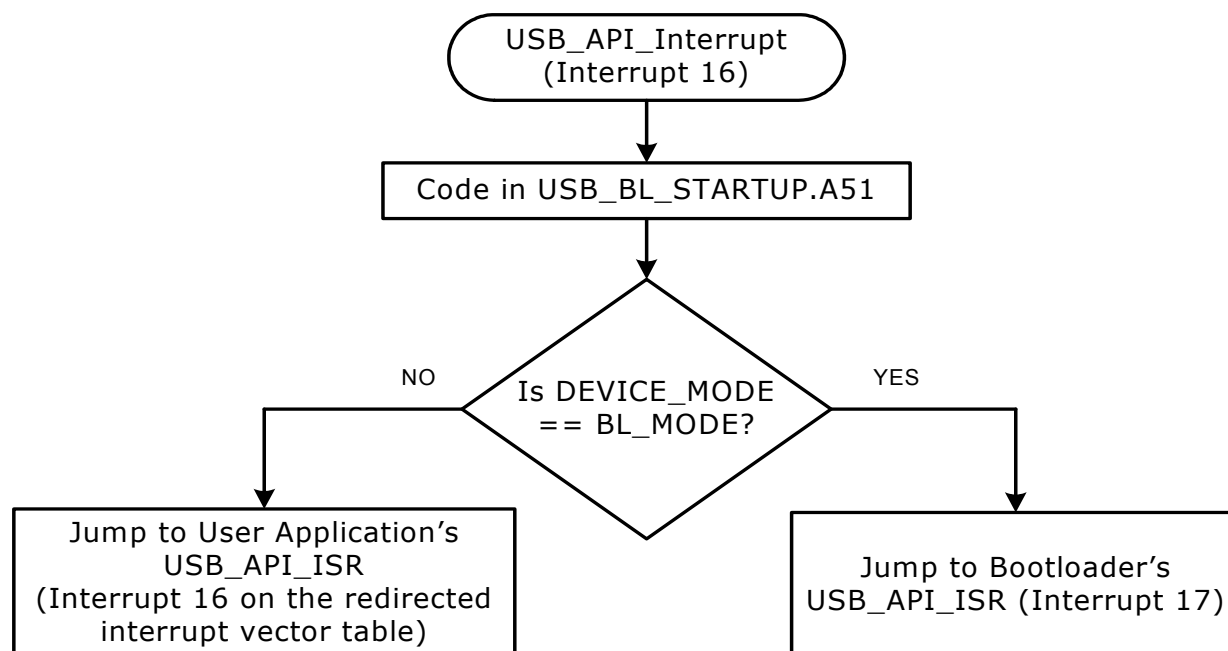 USB_API_Interrupt
(Interrupt 16)
Code in USB_BL_STARTUP.A51
Is DEVICE_MODE
== BL_MODE?
NO
YES
Jump to User Application’s
USB_API_ISR
(Interrupt 16 on the redirected
interrupt vector table)
Jump to Bootloader’s
USB_API_ISR (Interrupt 17)